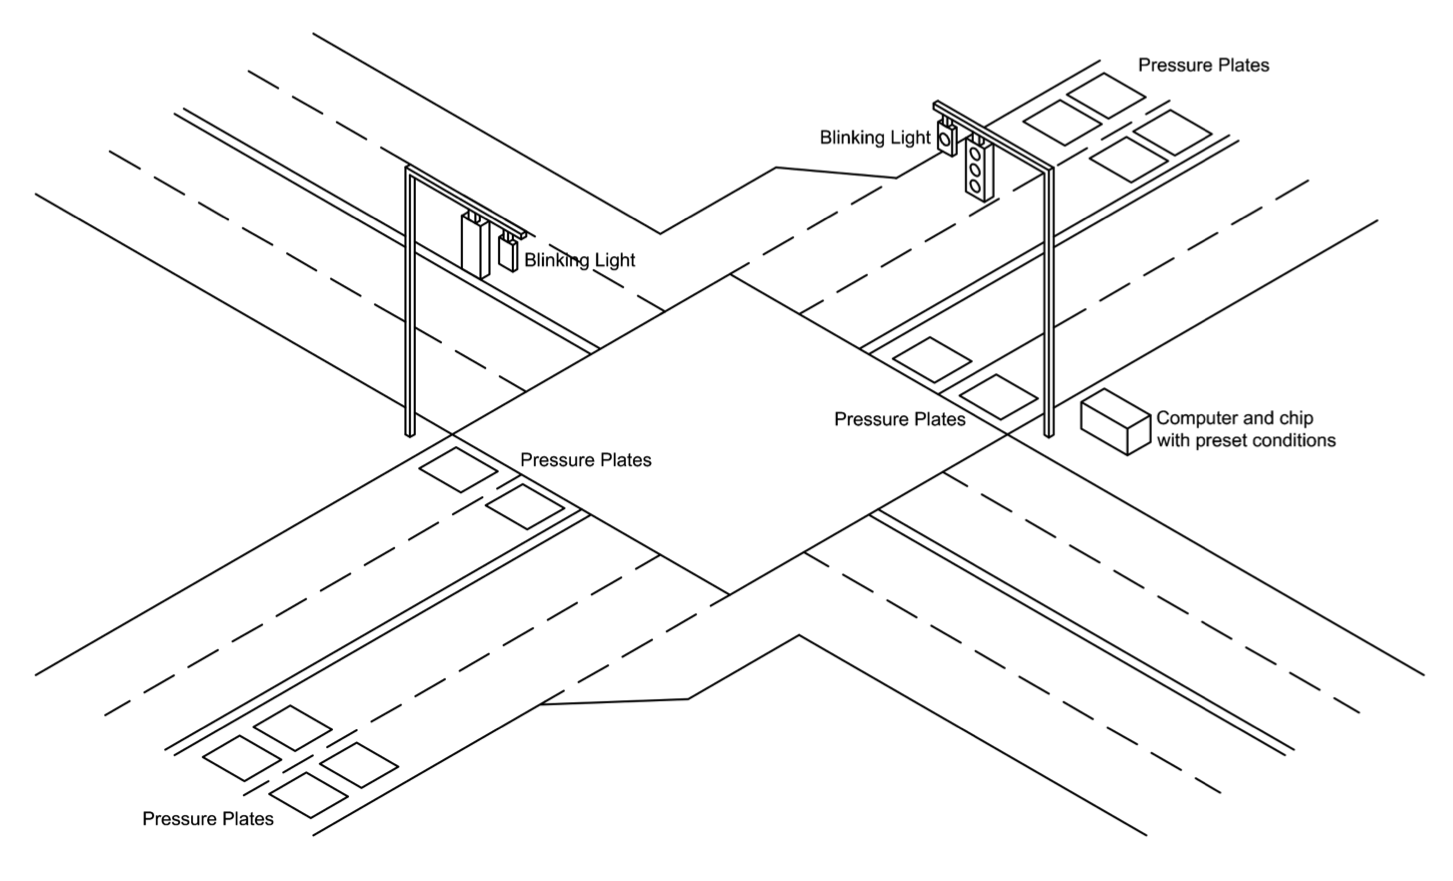 Pressure Plates
Blinking Light
Blinking Light
Pressure Plates
Computer and chip
with preset conditions
Pressure Plates
Pressure Plates